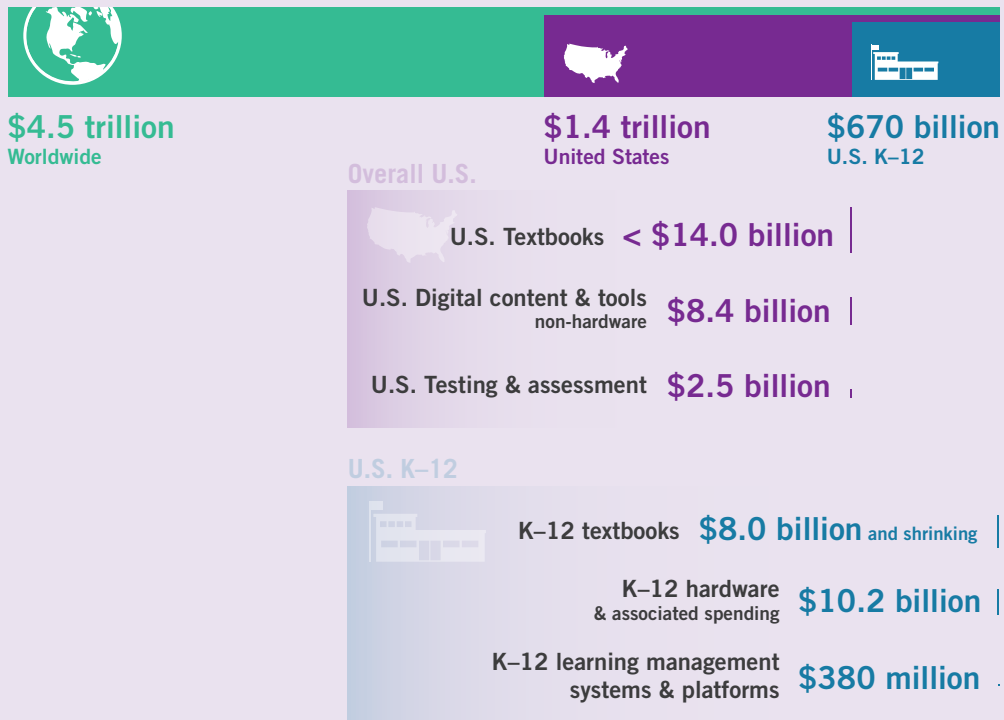 $4.5 trillion
Worldwide
$1.4 trillion
United States
$670 billion
U.S. K–12
Overall U.S.
U.S. Textbooks < $14.0 billion
U.S. Digital content & tools
non-hardware
$8.4 billion
U.S. Testing & assessment $2.5 billion
U.S. K–12
K–12 textbooks $8.0 billion and shrinking
K–12 hardware
& associated spending
$10.2 billion
K–12 learning management
systems & platforms
$380 million